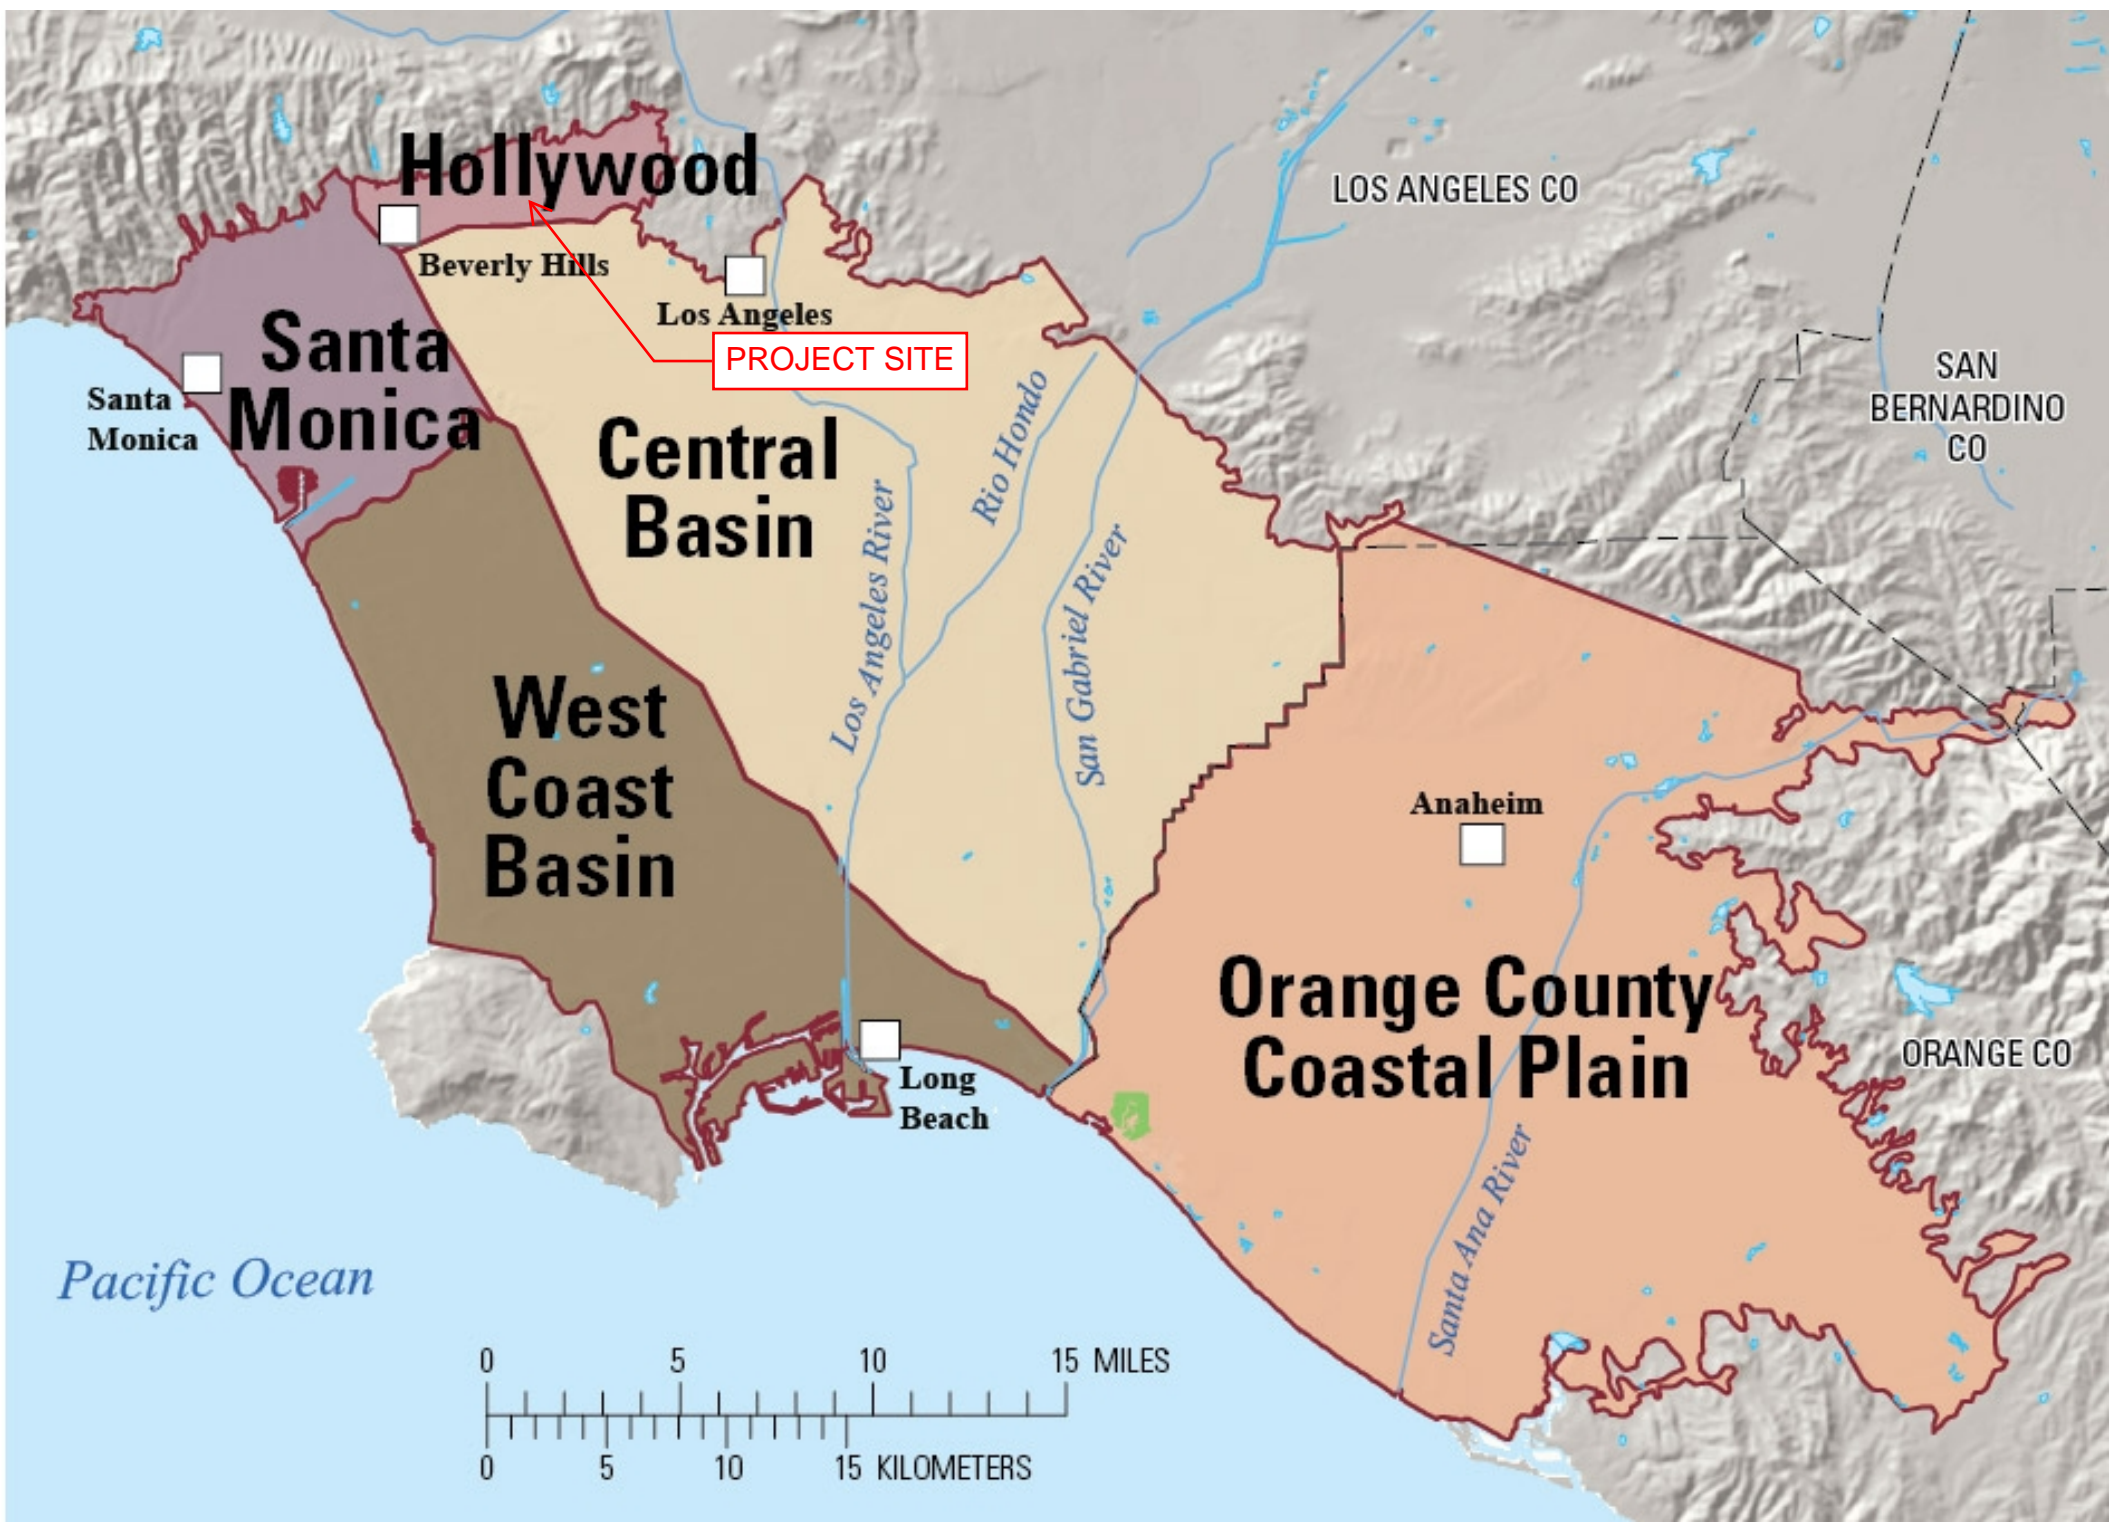 Hollywood
LOS ANGELES CO
Beverly Hills
Los Angeles
PROJECT SITE
Santa
Monica
Santa
Monica
SAN
BERNARDINO
CO
Central
Basin
Rio Hondo
Los Angeles River
San Gabriel River
West
Coast
Basin
Anaheim
Orange County
Coastal Plain
ORANGE CO
Long
Beach
Santa Ana River
Pacific Ocean
0 5 10 15 MILES
0 5 10 15 KILOMETERS